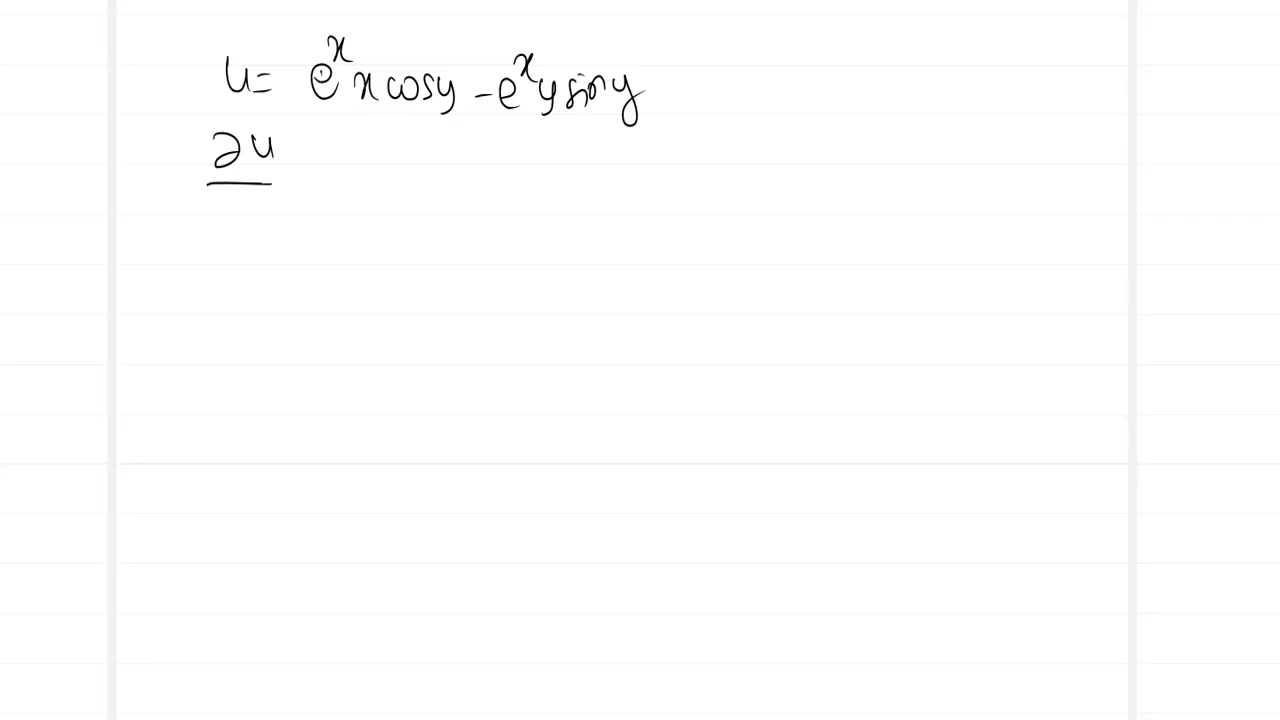 u= e^x x cosy - e^x y siny
∂u